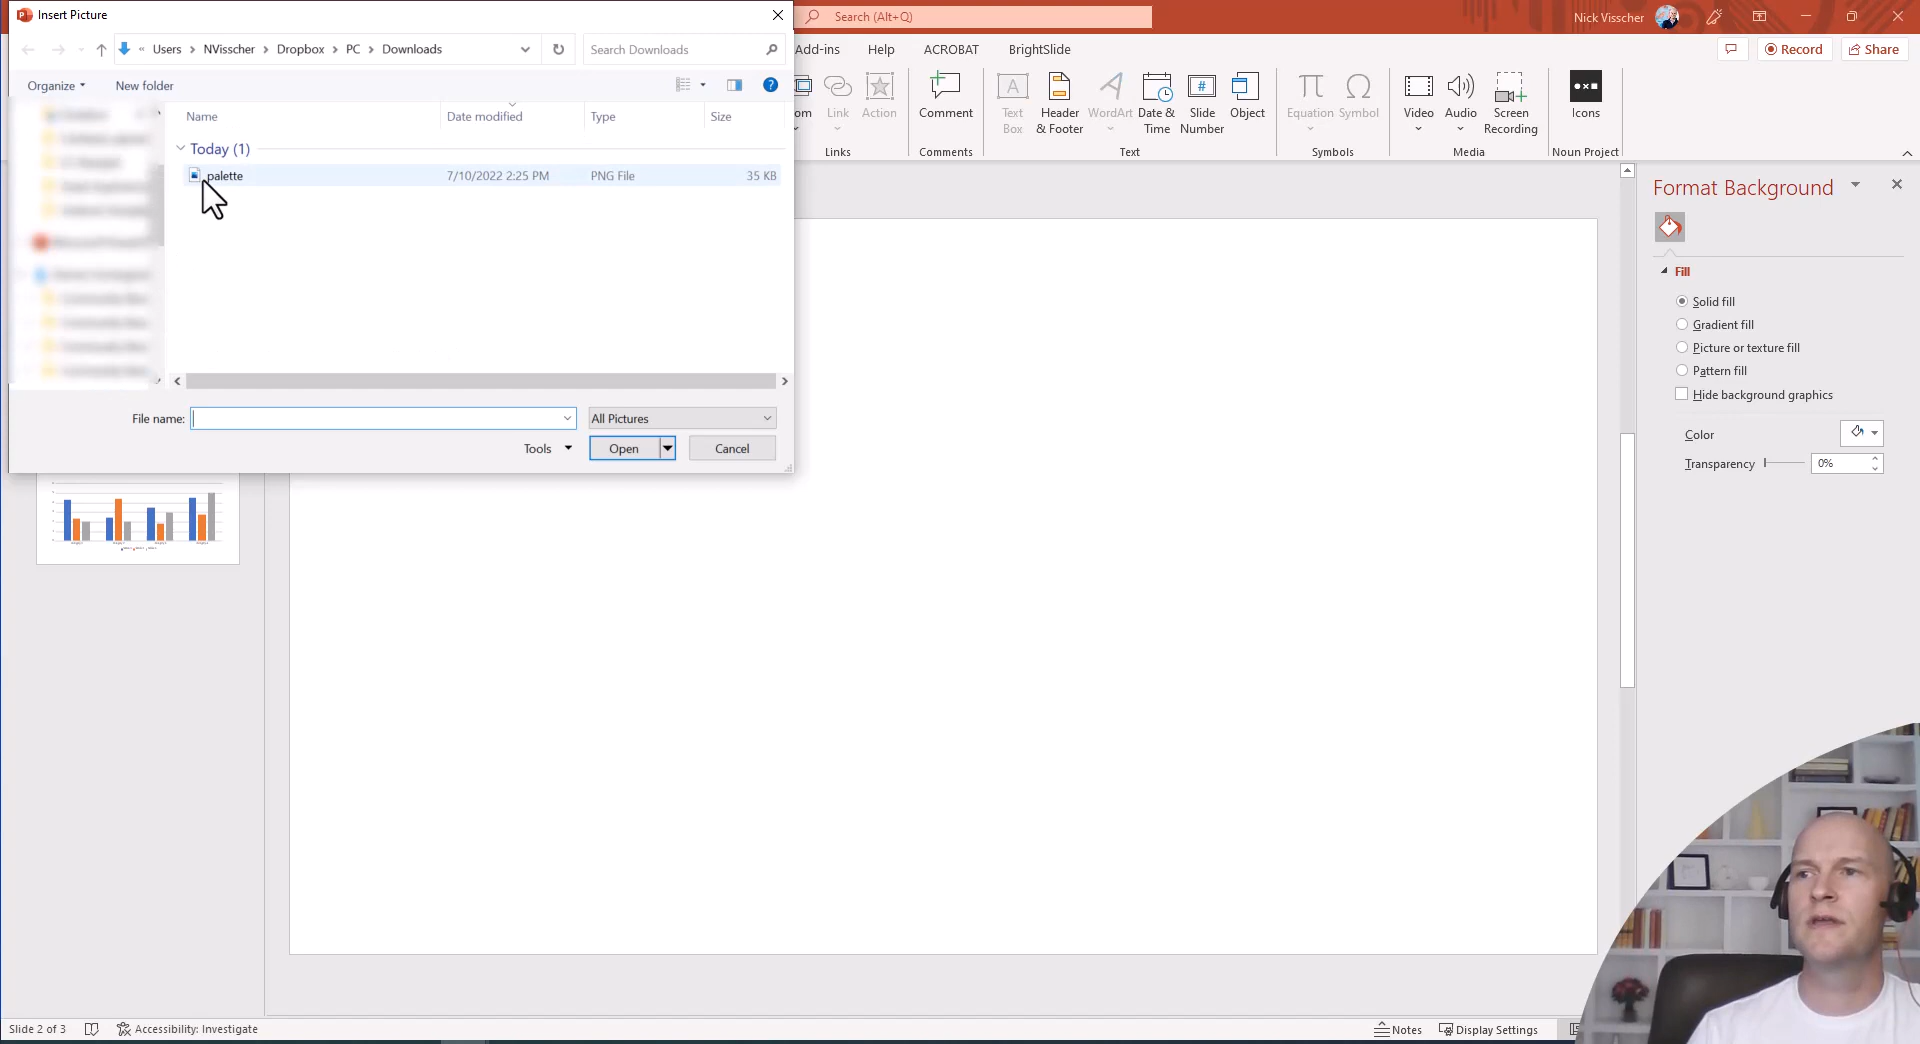 Insert Picture
Search (Alt+Q)
Nick Visscher
« Users > NVisscher > Dropbox > PC > Downloads
Search Downloads
Add-ins
Help
ACROBAT
BrightSlide
Record
Share
Organize
New folder
Name
Date modified
Type
Size
Today (1)
palette
7/10/2022 2:25 PM
PNG File
35 KB
File name:
All Pictures
Tools
Open
Cancel
om
Link
Action
Links
Comment
Comments
Text
Box
Header
& Footer
WordArt
Date &
Time
Slide
Number
Object
Text
Equation
Symbol
Symbols
Video
Audio
Screen
Recording
Media
Icons
Noun Project
Format Background
Fill
Solid fill
Gradient fill
Picture or texture fill
Pattern fill
Hide background graphics
Color
Transparency
0%
Slide 2 of 3
Accessibility: Investigate
Notes
Display Settings